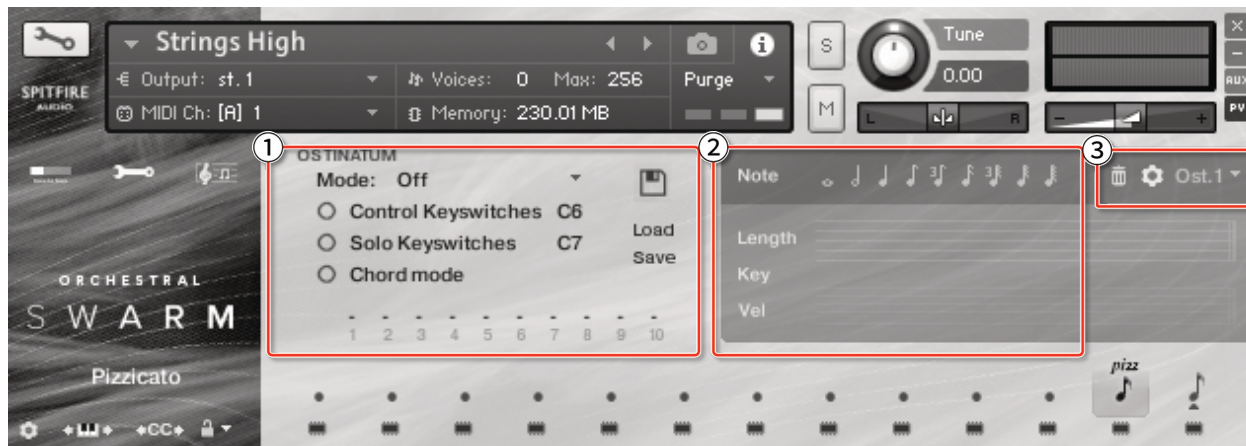 Strings High
S
Tune
0.00
SPITFIRE
AUDIO
Output: st. 1
Voices: 0 Max: 256
Purge
AUX
PV
MIDI Ch: [A] 1
Memory: 230.01 MB
M
L R
- +
1
OSTINATUM
Mode: Off
Control Keyswitches C6
Solo Keyswitches C7
Chord mode
Load
Save
1 2 3 4 5 6 7 8 9 10
2
Note
Length
Key
Vel
3
Ost.1
ORCHESTRAL
SWARM
Pizzicato
CC
pizz